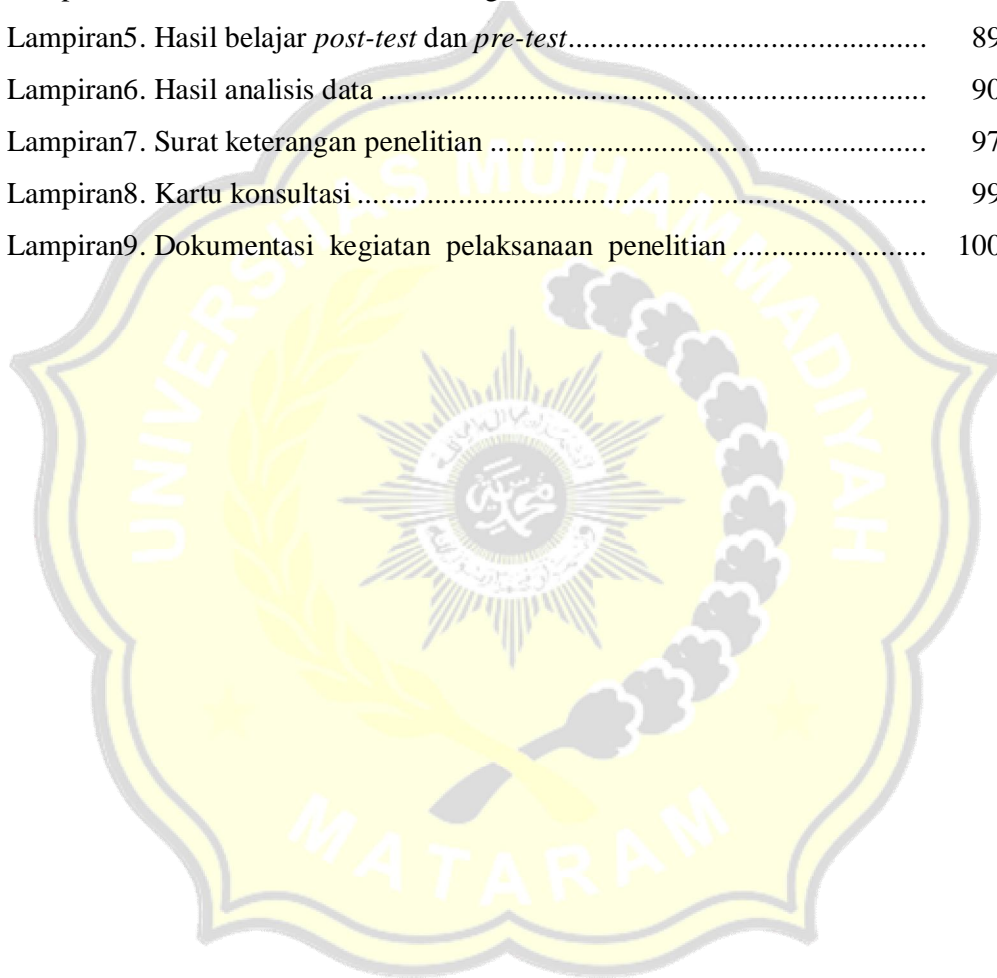 Lampiran5. Hasil belajar post-test dan pre-test........................................... 89
Lampiran6. Hasil analisis data ................................................................. 90
Lampiran7. Surat keterangan penelitian .................................................... 97
Lampiran8. Kartu konsultasi .................................................................... 99
Lampiran9. Dokumentasi kegiatan pelaksanaan penelitian ....................... 100
UNIVERSITAS MUHAMMADIYAH
MATARAM